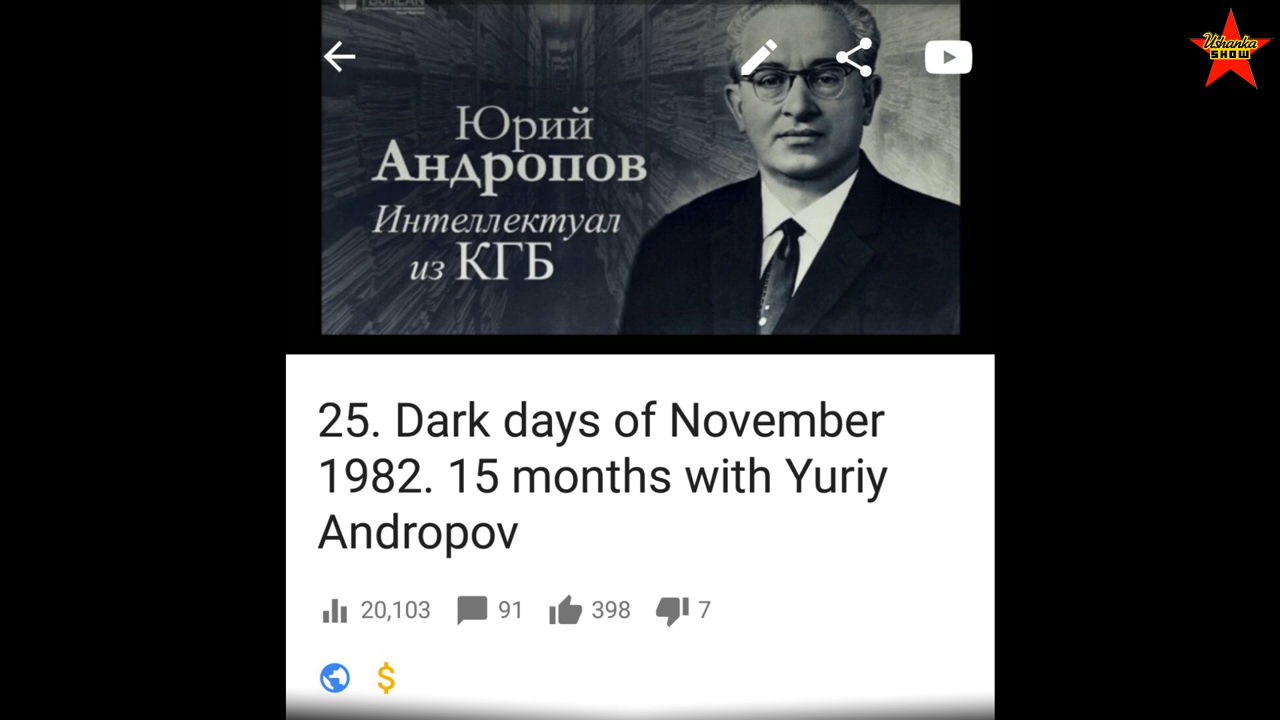 Ushanka
SHOW
Юрий
Андропов
Интеллектуал
из КГБ
25. Dark days of November
1982. 15 months with Yuriy
Andropov
20,103 91 398 7
$